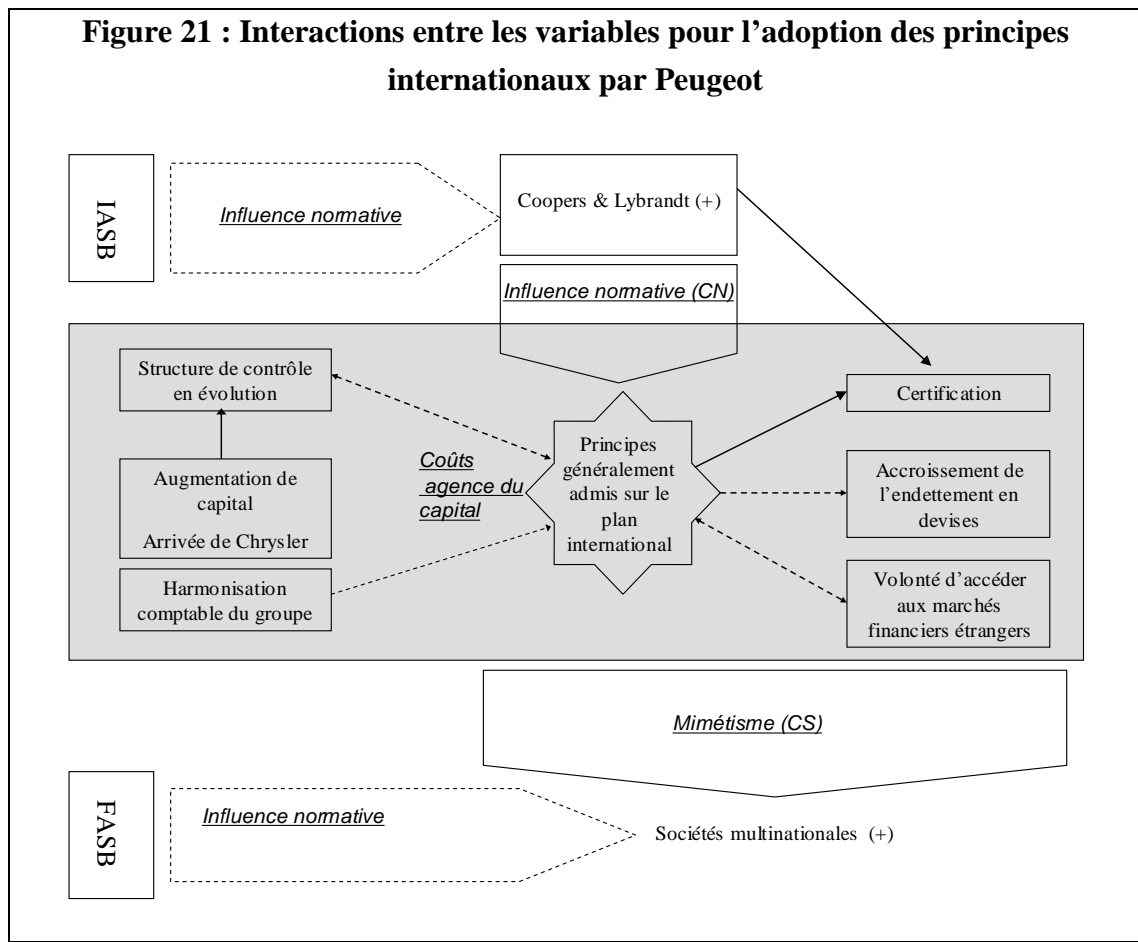 Figure 21 : Interactions entre les variables pour l'adoption des principes
internationaux par Peugeot
IASB
Influence normative
Coopers & Lybrandt (+)
Influence normative (CN)
Structure de contrôle
en évolution
Augmentation de
capital
Arrivée de Chrysler
Harmonisation
comptable du groupe
Coûts
agence du
capital
Principes
généralement
admis sur le
plan
international
Certification
Accroissement de
l'endettement en
devises
Volonté d'accéder
aux marchés
financiers étrangers
Mimétisme (CS)
FASB
Influence normative
Sociétés multinationales (+)